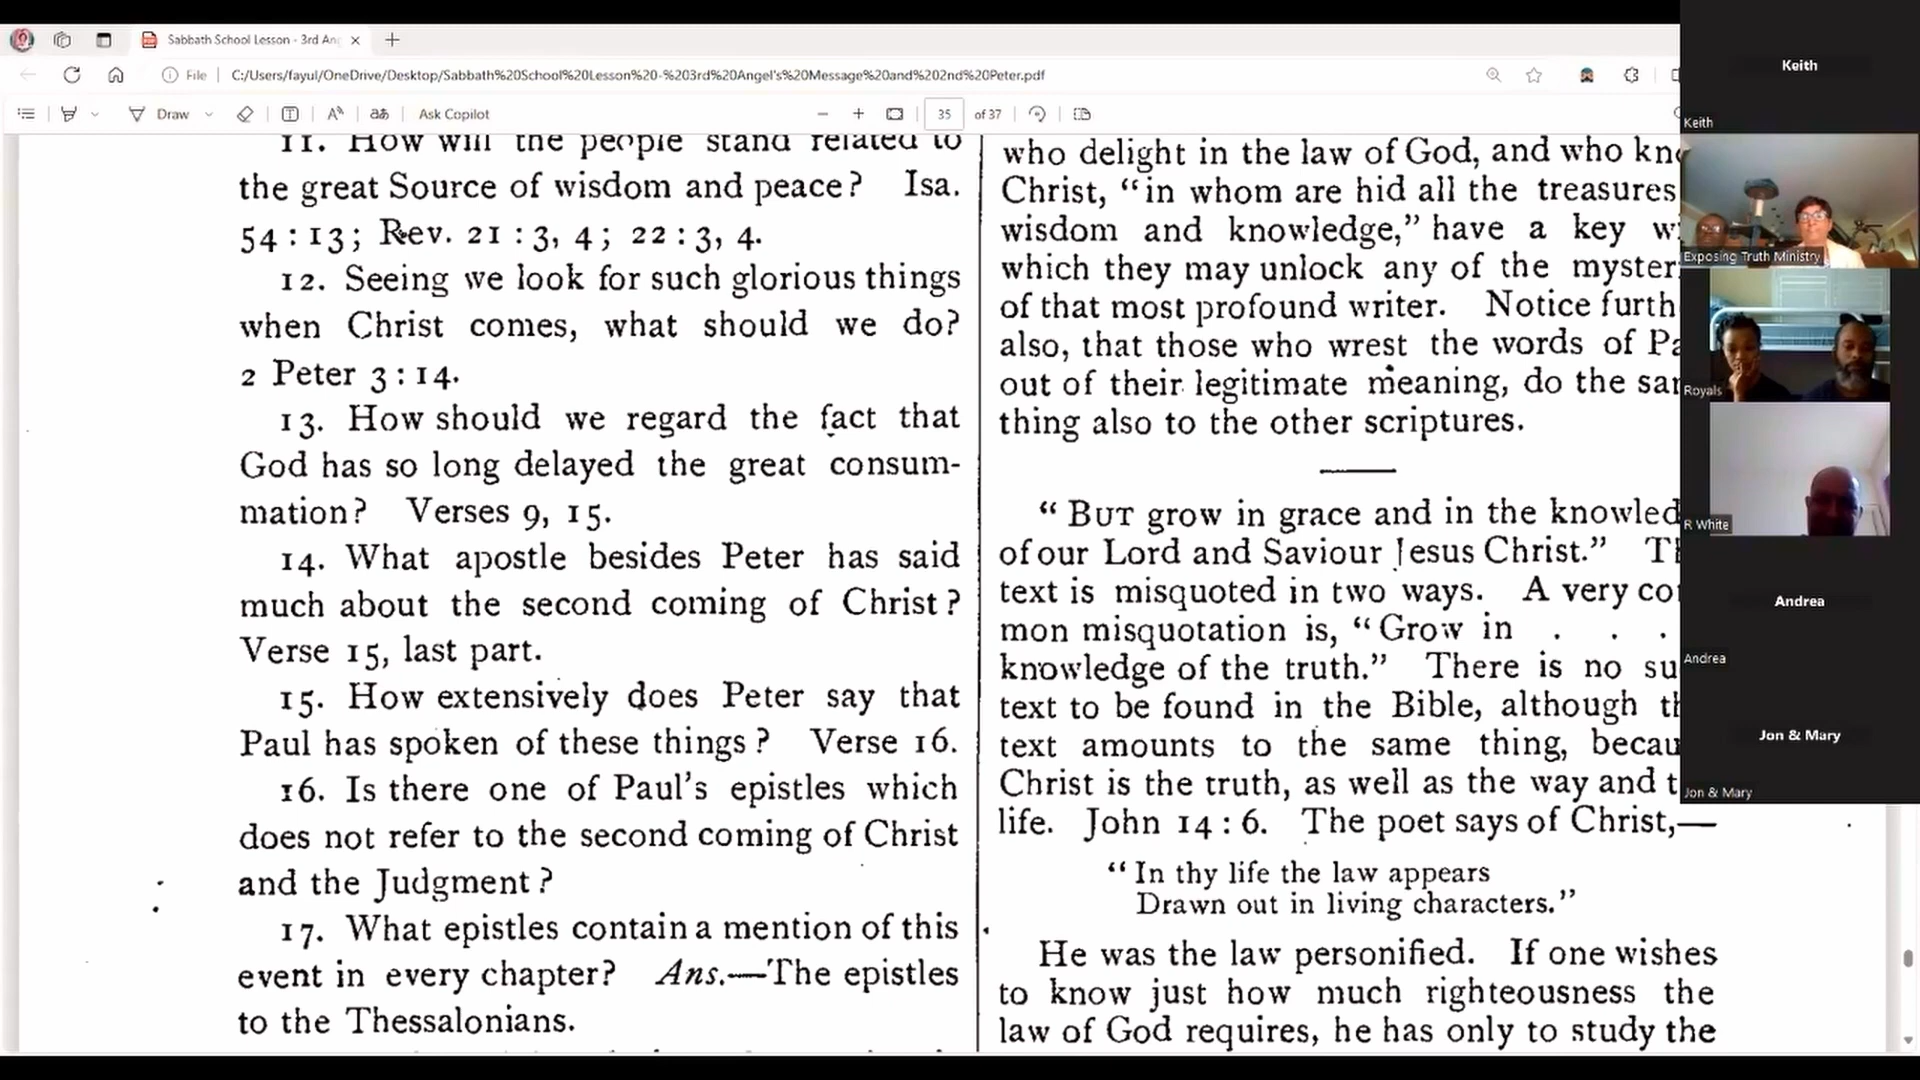 Sabbath School Lesson - 3rd An
File
C:/Users/fayul/OneDrive/Desktop/Sabbath%20School%20Lesson%20-%203rd%20Angel's%20Message%20and%202nd%20Peter.pdf
Draw
Ask Copilot
35 of 37
11. How will the people stand related to
the great Source of wisdom and peace? Isa.
54 : 13; Rev. 21 : 3, 4; 22 : 3, 4.
12. Seeing we look for such glorious things
when Christ comes, what should we do?
2 Peter 3 : 14.
13. How should we regard the fact that
God has so long delayed the great consum-
mation? Verses 9, 15.
14. What apostle besides Peter has said
much about the second coming of Christ?
Verse 15, last part.
15. How extensively does Peter say that
Paul has spoken of these things? Verse 16.
16. Is there one of Paul's epistles which
does not refer to the second coming of Christ
and the Judgment?
17. What epistles contain a mention of this
event in every chapter? Ans.—The epistles
to the Thessalonians.
who delight in the law of God, and who kn
Christ, "in whom are hid all the treasures
wisdom and knowledge," have a key w
which they may unlock any of the myster
of that most profound writer. Notice furth
also, that those who wrest the words of Pa
out of their legitimate meaning, do the sa
thing also to the other scriptures.
"BUT grow in grace and in the knowled
of our Lord and Saviour Jesus Christ." T
text is misquoted in two ways. A very co
mon misquotation is, "Grow in . . .
knowledge of the truth." There is no su
text to be found in the Bible, although th
text amounts to the same thing, becau
Christ is the truth, as well as the way and t
life. John 14 : 6. The poet says of Christ,—
"In thy life the law appears
Drawn out in living characters."
He was the law personified. If one wishes
to know just how much righteousness the
law of God requires, he has only to study the
Keith
Keith
Exposing Truth Ministry
Royals
R White
Andrea
Andrea
Jon & Mary
Jon & Mary